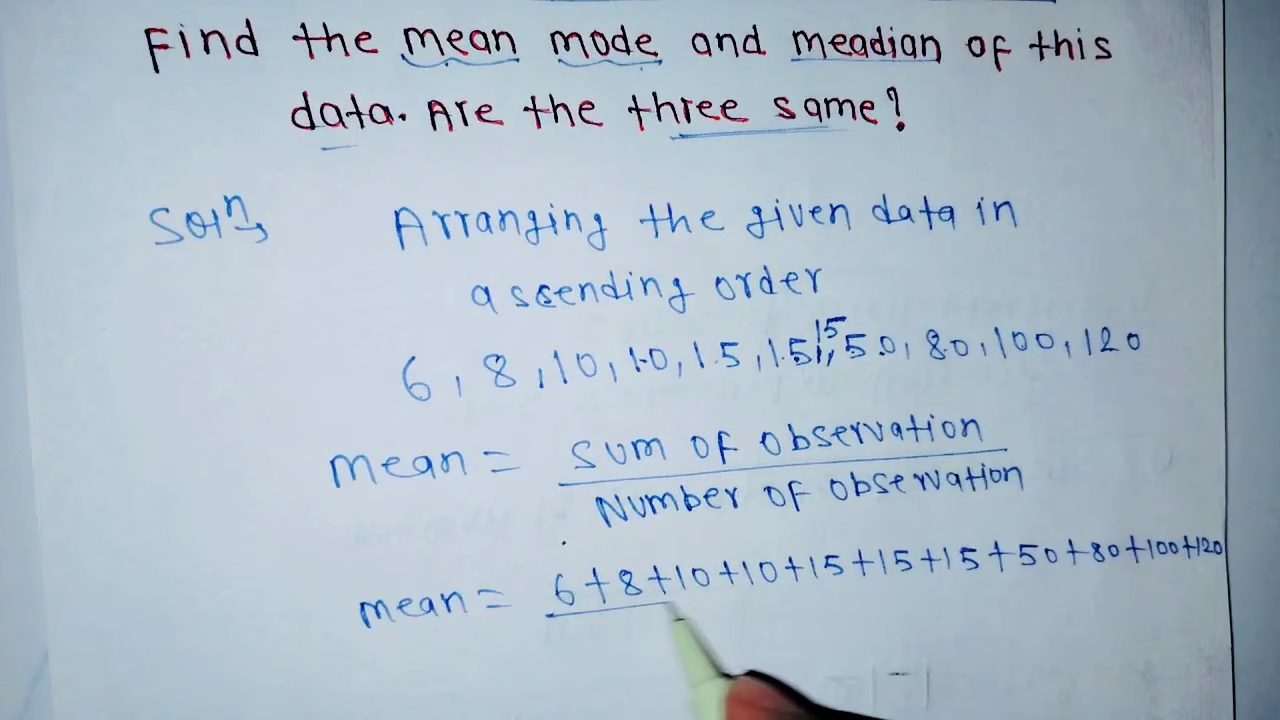 Find the mean mode and meadian of this
data. Are the three same?
Soln, Arranging the given data in
ascending order
6, 8, 10, 10, 15, 15, 15, 50, 80, 100, 120
mean = sum of observation
Number of observation
mean = 6+8+10+10+15+15+15+50+80+100+120